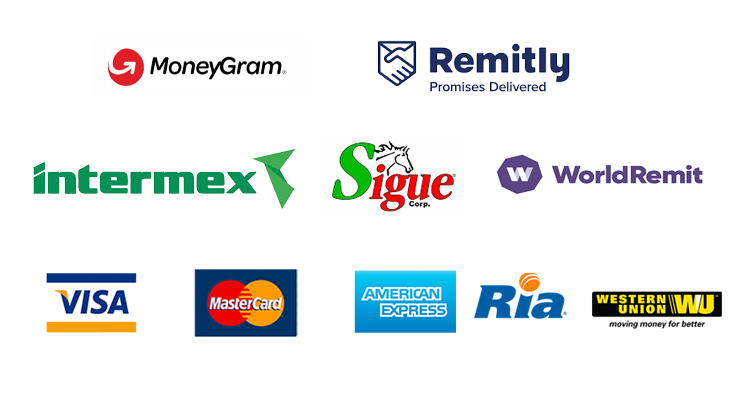 MoneyGram®
Remitly
Promises Delivered
intermex
Sigue®
Corp.
W WorldRemit
VISA
MasterCard
AMERICAN
EXPRESS
Ria®
WESTERN
UNION WU®
moving money for better